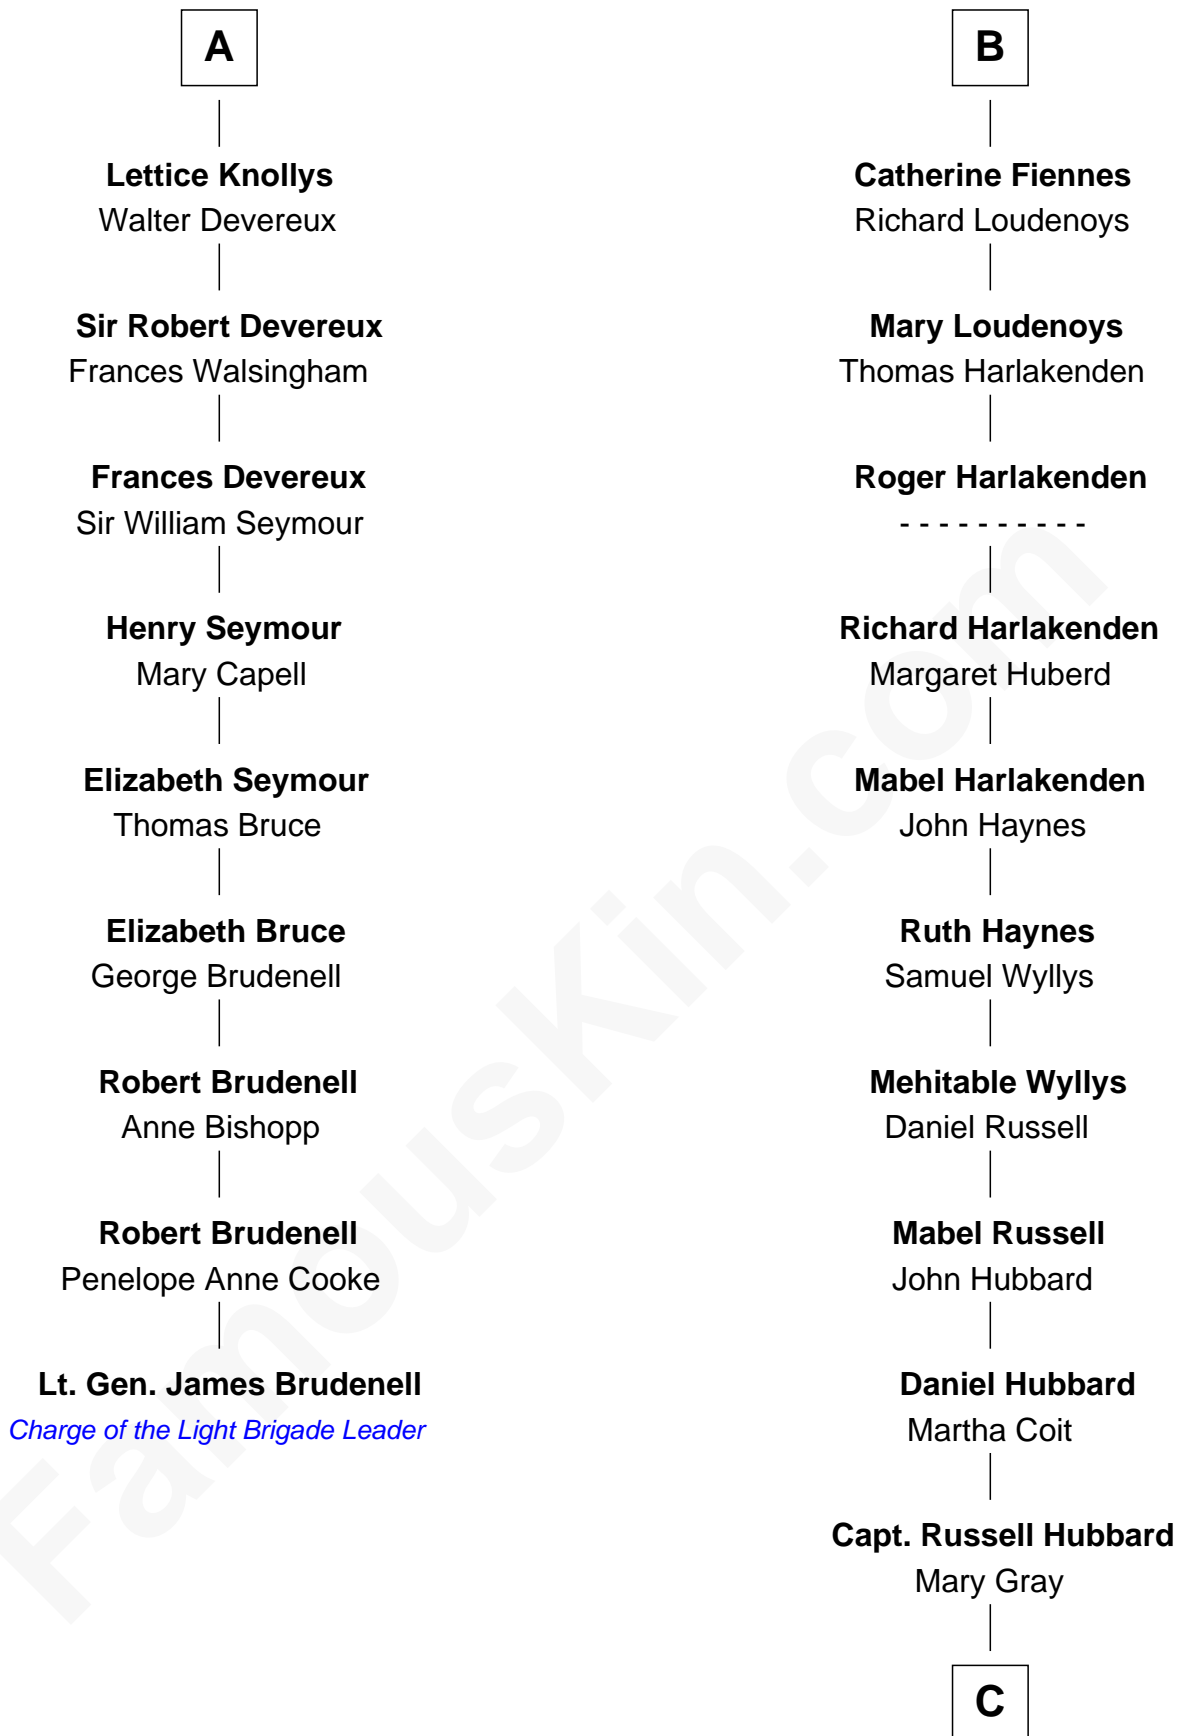 A
Lettice Knollys
Walter Devereux
Sir Robert Devereux
Frances Walsingham
Frances Devereux
Sir William Seymour
Henry Seymour
Mary Capell
Elizabeth Seymour
Thomas Bruce
Elizabeth Bruce
George Brudenell
Robert Brudenell
Anne Bishopp
Robert Brudenell
Penelope Anne Cooke
Lt. Gen. James Brudenell
Charge of the Light Brigade Leader
B
Catherine Fiennes
Richard Loudenoys
Mary Loudenoys
Thomas Harlakenden
Roger Harlakenden
- - - - - - - - - -
Richard Harlakenden
Margaret Huberd
Mabel Harlakenden
John Haynes
Ruth Haynes
Samuel Wyllys
Mehitable Wyllys
Daniel Russell
Mabel Russell
John Hubbard
Daniel Hubbard
Martha Coit
Capt. Russell Hubbard
Mary Gray
C
FamousKin.com